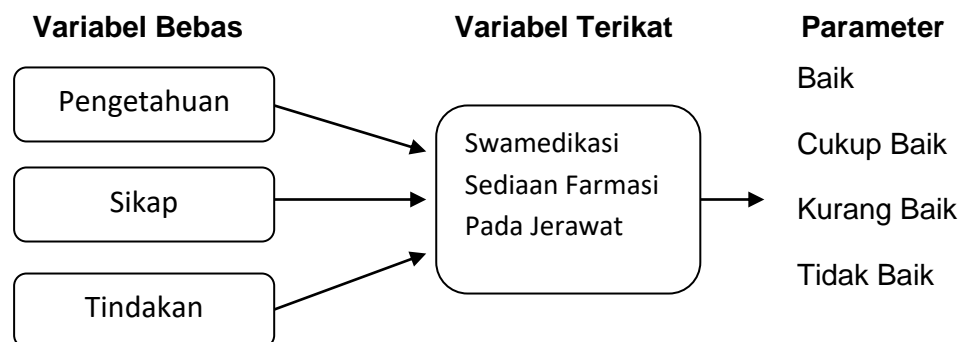 Variabel Bebas
Variabel Terikat
Parameter
Pengetahuan
Sikap
Tindakan
Swamedikasi
Sediaan Farmasi
Pada Jerawat
Baik
Cukup Baik
Kurang Baik
Tidak Baik